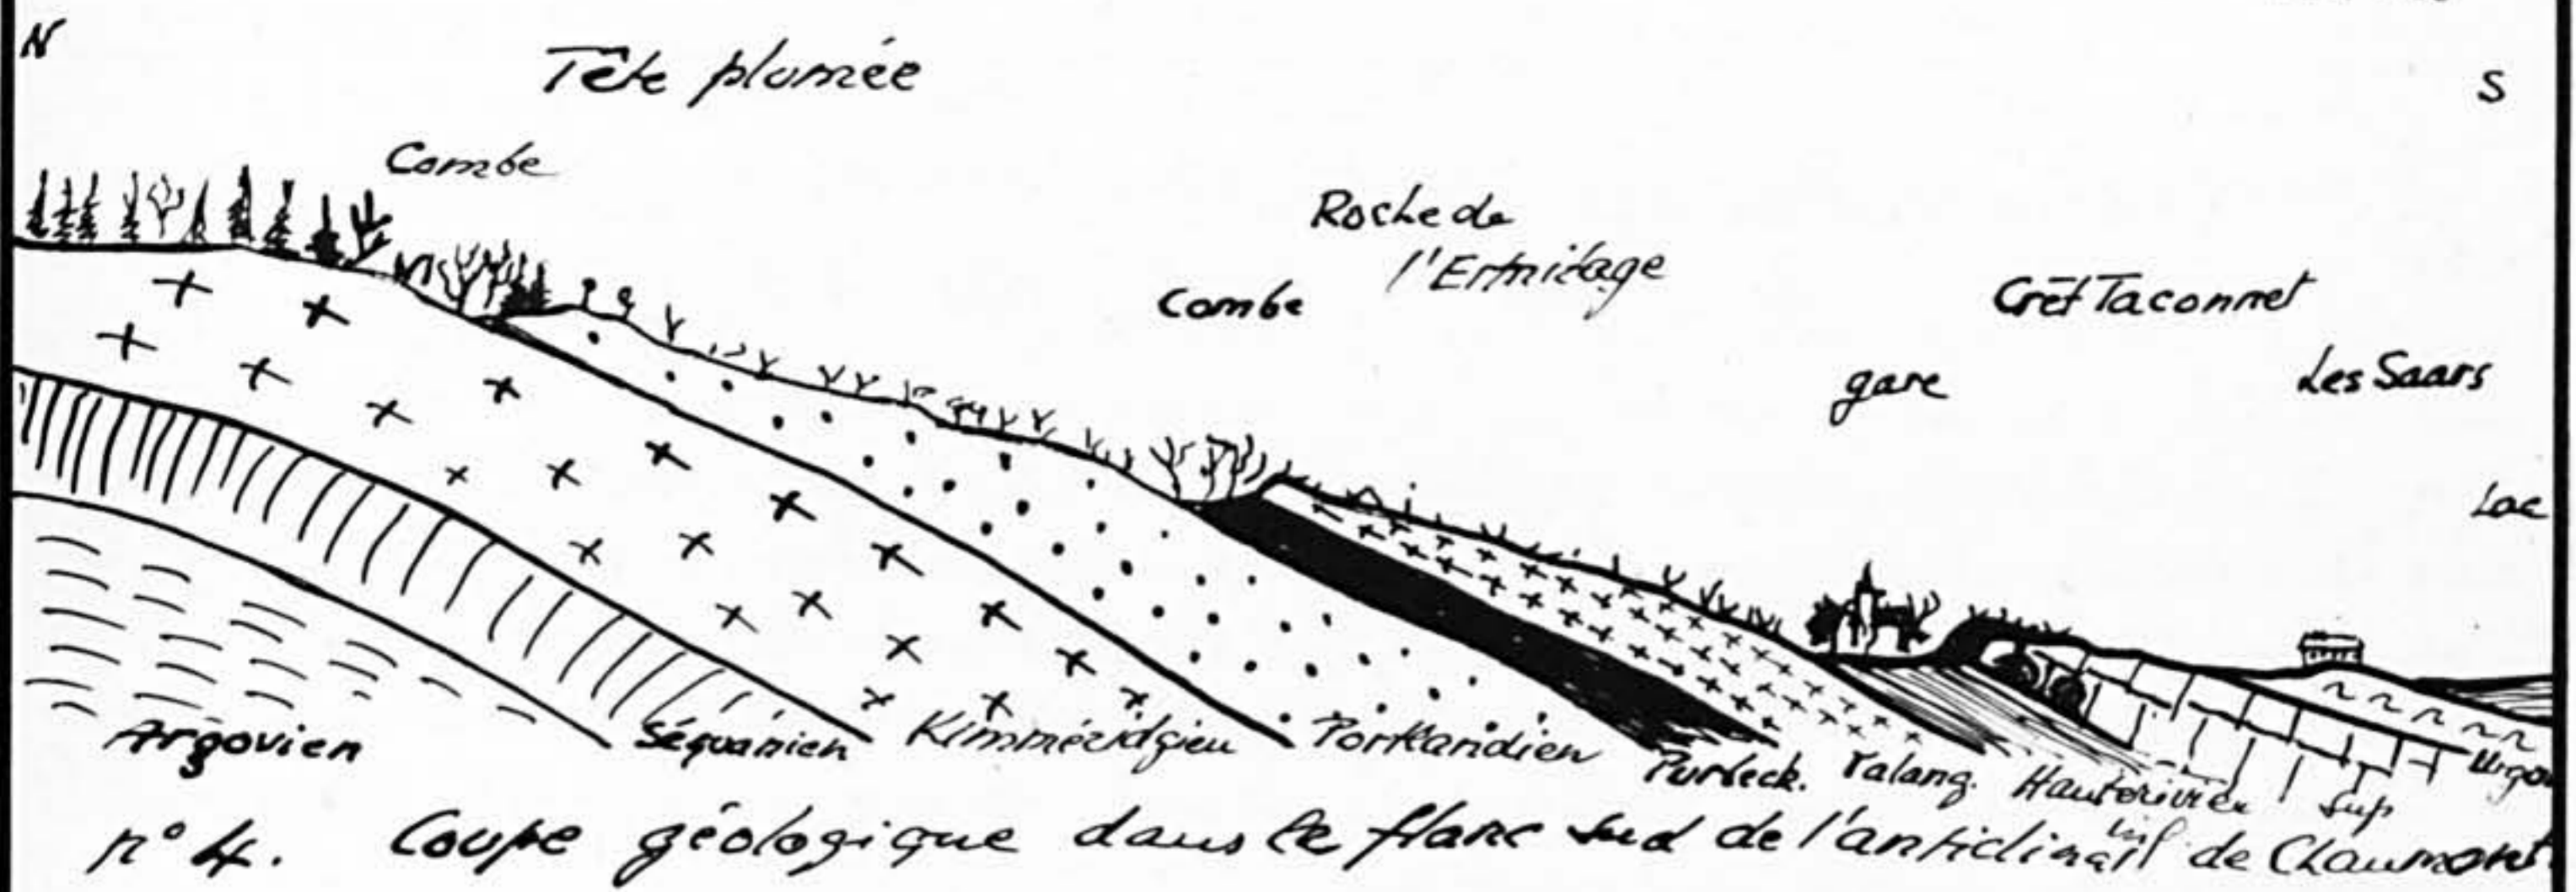 N
S
Tête plumée
Combe
Roche de
l'Ermitage
Combe
Crêt Taconnet
gare
Les Saars
Lac
Argovien
Séquanien
Kimméridgien
Portlandien
Purbeck.
Valang.
Hauterivien
inf
sup
Urgon
n° 4. Coupe géologique dans le flanc sud de l'anticlinal de Chaumont